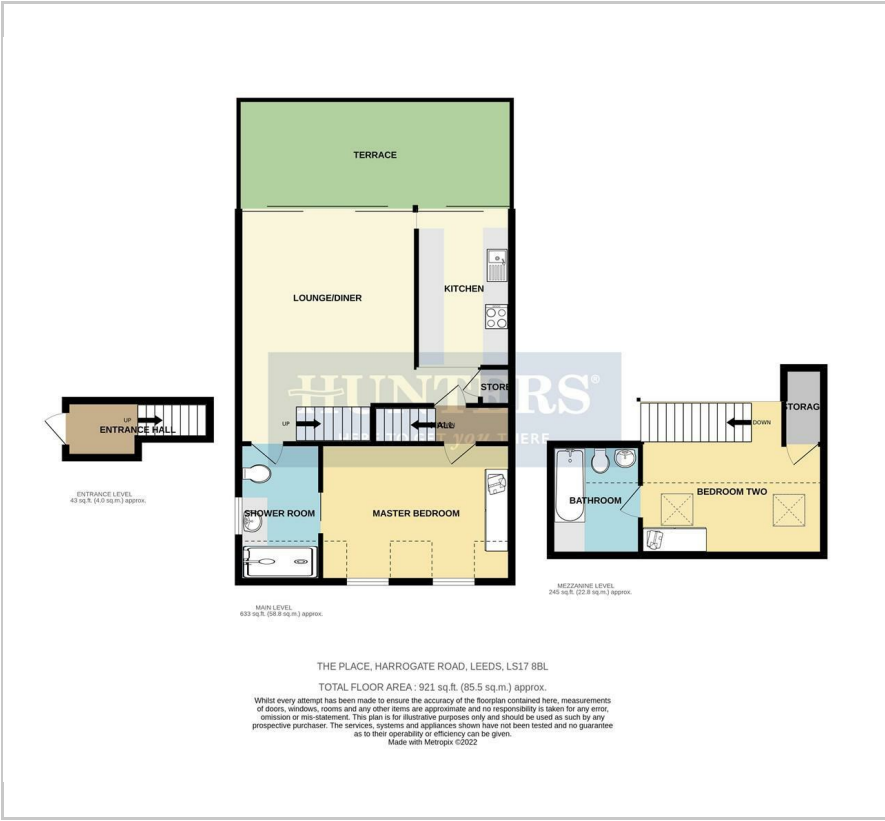 TERRACE
KITCHEN
LOUNGE/DINER
STORE
HUNTERS®
UP
HALL
HERE TO GET you THERE
UP
ENTRANCE HALL
STORAGE
DOWN
BEDROOM TWO
BATHROOM
SHOWER ROOM
MASTER BEDROOM
ENTRANCE LEVEL
43 sq.ft. (4.0 sq.m.) approx.
MEZZANINE LEVEL
245 sq.ft. (22.8 sq.m.) approx.
MAIN LEVEL
633 sq.ft. (58.8 sq.m.) approx.
THE PLACE, HARROGATE ROAD, LEEDS, LS17 8BL
TOTAL FLOOR AREA : 921 sq.ft. (85.5 sq.m.) approx.
Whilst every attempt has been made to ensure the accuracy of the floorplan contained here, measurements
of doors, windows, rooms and any other items are approximate and no responsibility is taken for any error,
omission or mis-statement. This plan is for illustrative purposes only and should be used as such by any
prospective purchaser. The services, systems and appliances shown have not been tested and no guarantee
as to their operability or efficiency can be given.
Made with Metropix ©2022